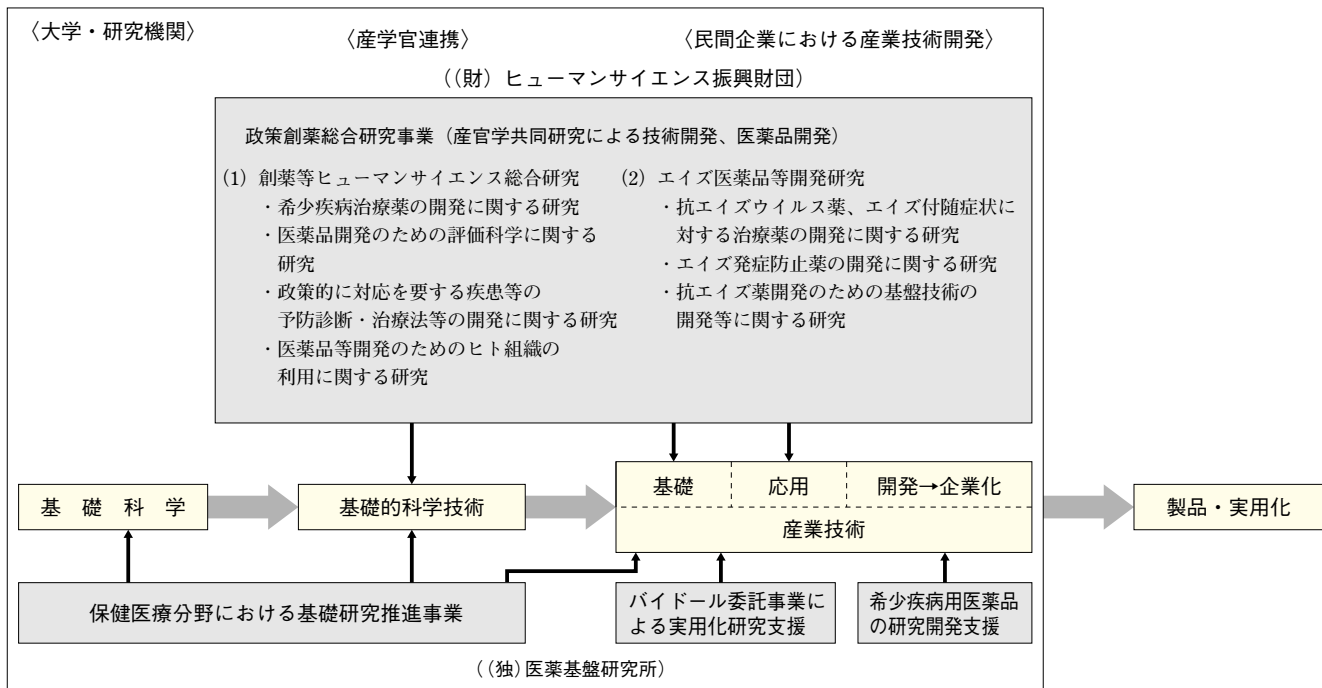 〈大学・研究機関〉
〈産学官連携〉
〈民間企業における産業技術開発〉
((財)ヒューマンサイエンス振興財団)
政策創薬総合研究事業(産官学共同研究による技術開発、医薬品開発)
(1) 創薬等ヒューマンサイエンス総合研究
・希少疾病治療薬の開発に関する研究
・医薬品開発のための評価科学に関する
研究
・政策的に対応を要する疾患等の
予防診断・治療法等の開発に関する研究
・医薬品等開発のためのヒト組織の
利用に関する研究
(2) エイズ医薬品等開発研究
・抗エイズウイルス薬、エイズ付随症状に
対する治療薬の開発に関する研究
・エイズ発症防止薬の開発に関する研究
・抗エイズ薬開発のための基盤技術の
開発等に関する研究
基礎科学
基礎的科学技術
基礎
応用
開発→企業化
産業技術
製品・実用化
保健医療分野における基礎研究推進事業
バイドール委託事業に
よる実用化研究支援
希少疾病用医薬品
の研究開発支援
((独)医薬基盤研究所)